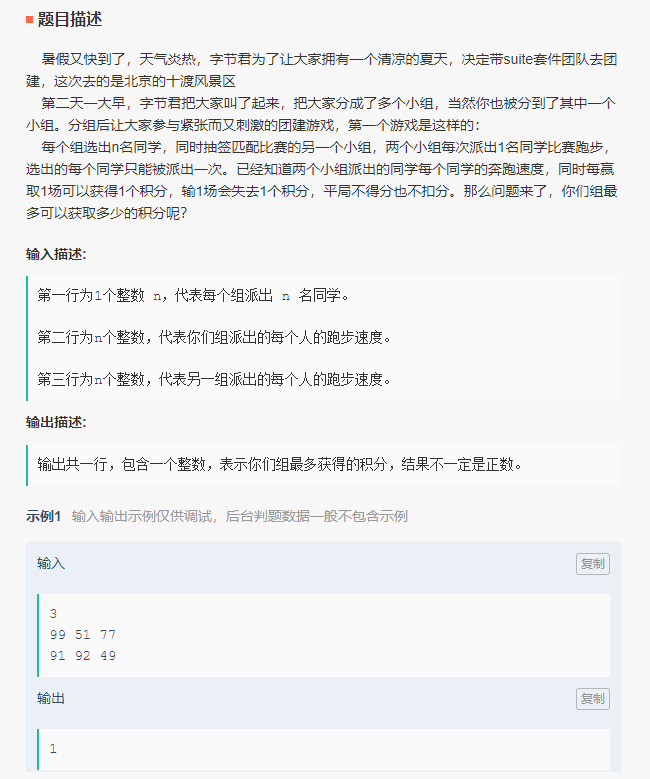 题目描述
暑假又快到了，天气炎热，字节君为了让大家拥有一个清凉的夏天，决定带suite套件团队去团
建，这次去的是北京的十渡风景区
第二天一大早，字节君把大家叫了起来，把大家分成了多个小组，当然你也被分到了其中一个
小组。分组后让大家参与紧张而又刺激的团建游戏，第一个游戏是这样的：
每个组选出n名同学，同时抽签匹配比赛的另一个小组，两个小组每次派出1名同学比赛跑步，
选出的每个同学只能被派出一次。已经知道两个小组派出的同学每个同学的奔跑速度，同时每赢
取1场可以获得1个积分，输1场会失去1个积分，平局不得分也不扣分。那么问题来了，你们组最
多可以获取多少的积分呢？
输入描述:
第一行为1个整数 n，代表每个组派出 n 名同学。
第二行为n个整数，代表你们组派出的每个人的跑步速度。
第三行为n个整数，代表另一组派出的每个人的跑步速度。
输出描述:
输出共一行，包含一个整数，表示你们组最多获得的积分，结果不一定是正数。
示例1 输入输出示例仅供调试，后台判题数据一般不包含示例
输入 复制
3
99 51 77
91 92 49
输出 复制
1